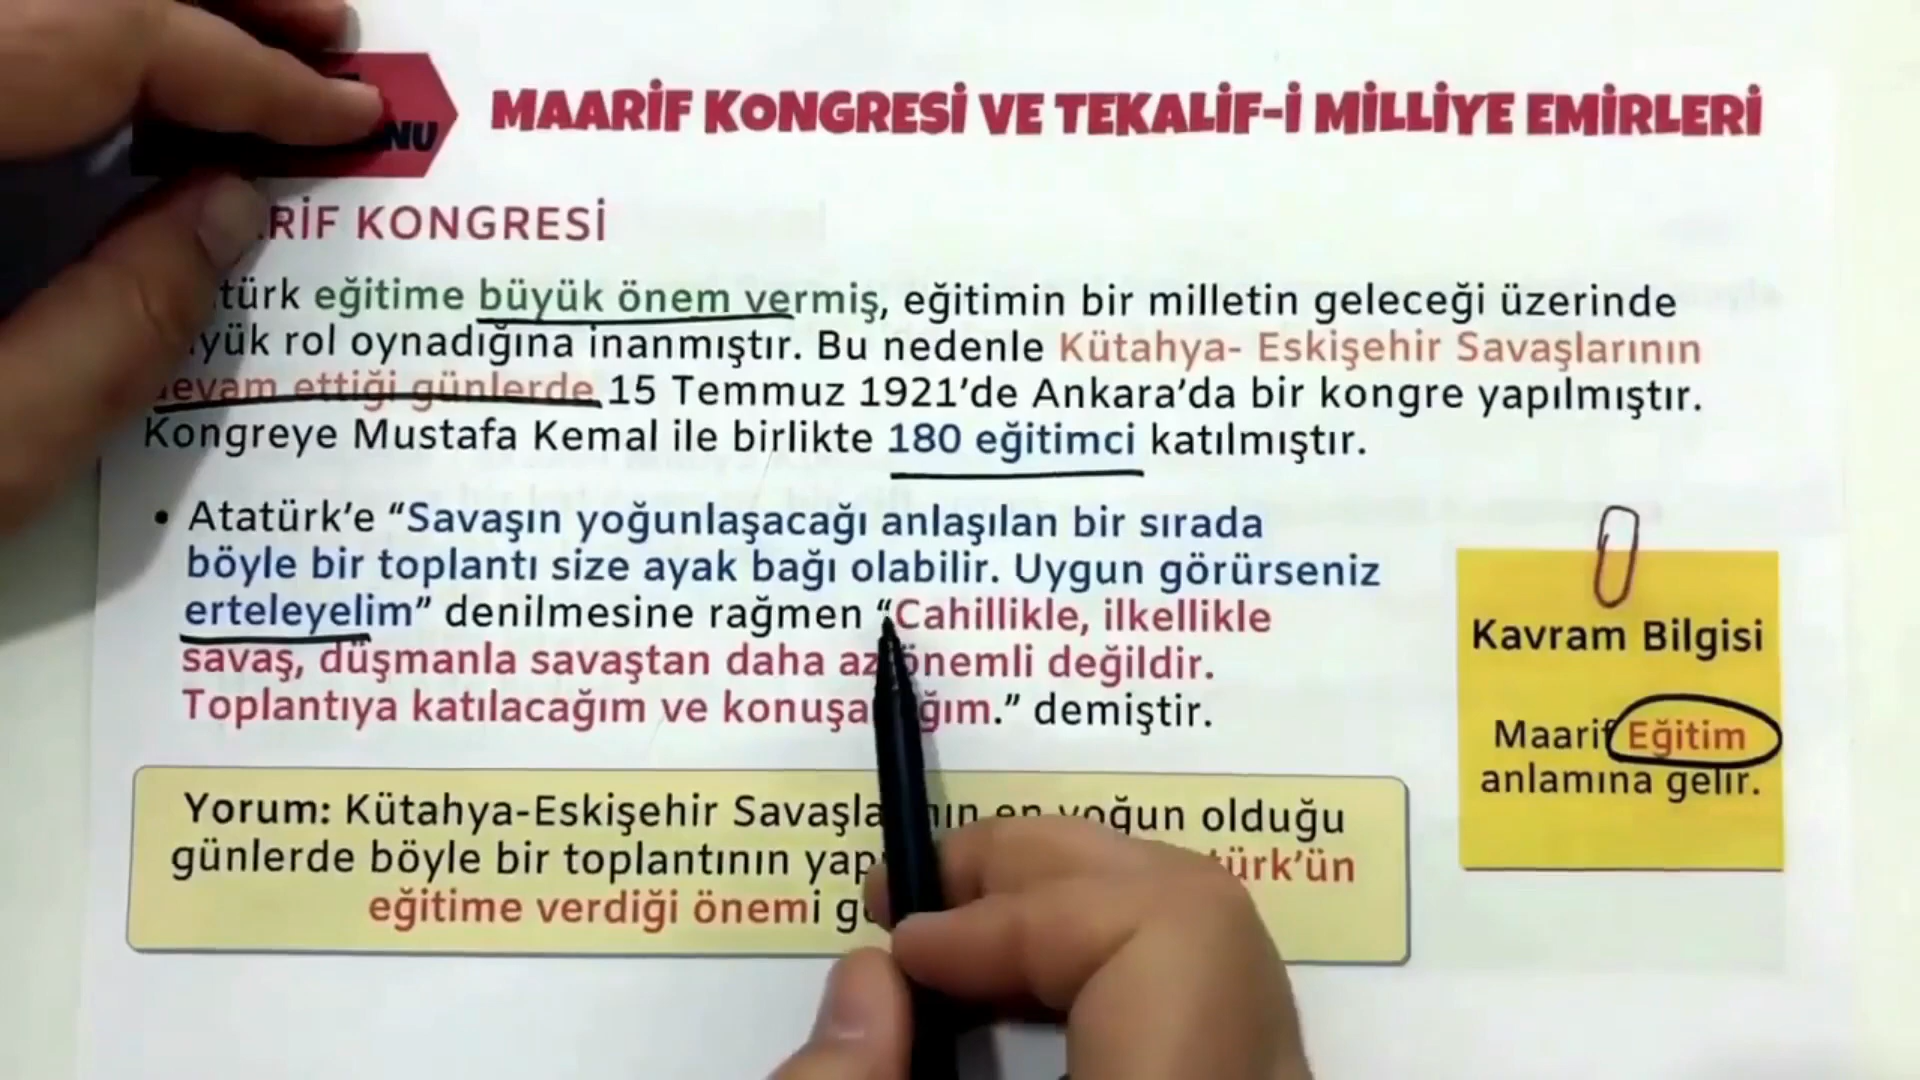 NU
MAARİF KONGRESİ VE TEKALİF-İ MİLLİYE EMİRLERİ
RİF KONGRESİ
türk eğitime büyük önem vermiş, eğitimin bir milletin geleceği üzerinde
yük rol oynadığına inanmıştır. Bu nedenle Kütahya- Eskişehir Savaşlarının
evam ettiği günlerde 15 Temmuz 1921’de Ankara’da bir kongre yapılmıştır.
Kongreye Mustafa Kemal ile birlikte 180 eğitimci katılmıştır.
• Atatürk’e “Savaşın yoğunlaşacağı anlaşılan bir sırada
böyle bir toplantı size ayak bağı olabilir. Uygun görürseniz
erteleyelim” denilmesine rağmen “Cahillikle, ilkellikle
savaş, düşmanla savaştan daha az önemli değildir.
Toplantıya katılacağım ve konuşa ğım.” demiştir.
Kavram Bilgisi
Maarif Eğitim
anlamına gelir.
Yorum: Kütahya-Eskişehir Savaşla nın en yoğun olduğu
günlerde böyle bir toplantının yap türk’ün
eğitime verdiği önemi g